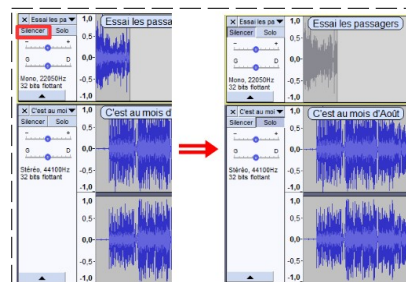 Essai les pa
1,0
Essai les passa
Silencer Solo
0,5
- +
0,0
G D
-0,5
Mono, 22050Hz
32 bits flottant
-1,0
C'est au moi
1,0
C'est au mois d
Silencer Solo
0,5
- +
0,0
G D
-0,5
Stéréo, 44100Hz
32 bits flottant
-1,0
1,0
0,5
0,0
-0,5
-1,0
Essai les pa
1,0
Essai les passagers
Silencer Solo
0,5
- +
0,0
G D
-0,5
Mono, 22050Hz
32 bits flottant
-1,0
C'est au moi
1,0
C'est au mois d'Août
Silencer Solo
0,5
- +
0,0
G D
-0,5
Stéréo, 44100Hz
32 bits flottant
-1,0
1,0
0,5
0,0
-0,5
-1,0